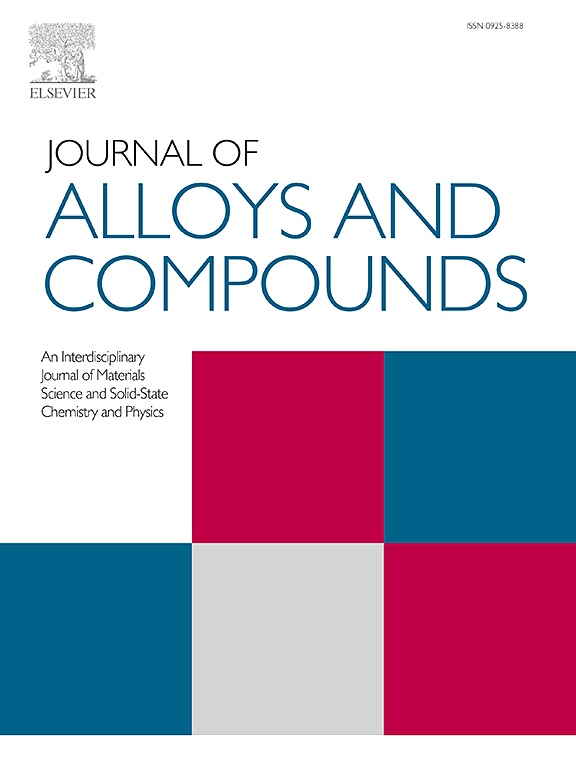 ISSN 0925-8388
ELSEVIER
JOURNAL OF
ALLOYS AND
COMPOUNDS
An Interdisciplinary
Journal of Materials
Science and Solid-State
Chemistry and Physics